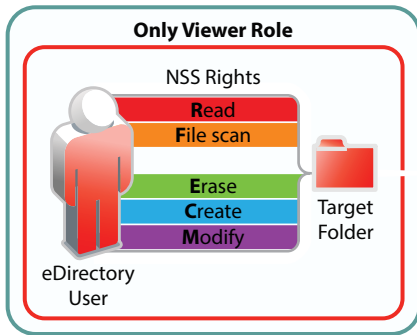 Only Viewer Role
NSS Rights
Read
File scan
Erase
Create
Modify
eDirectory
User
Target
Folder